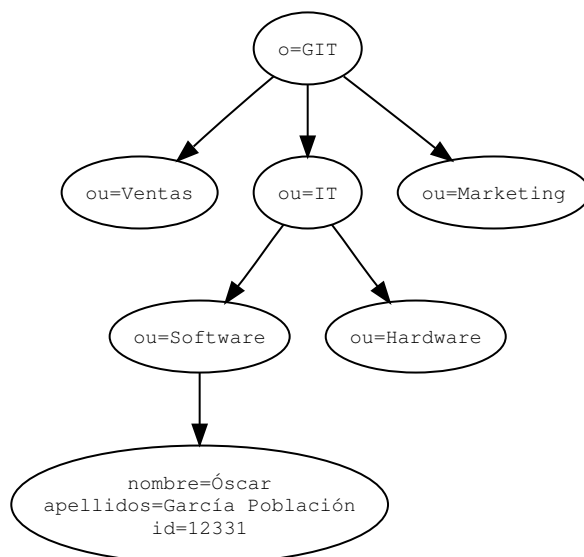 o=GIT
ou=Ventas
ou=IT
ou=Marketing
ou=Software
ou=Hardware
nombre=Óscar
apellidos=García Población
id=12331